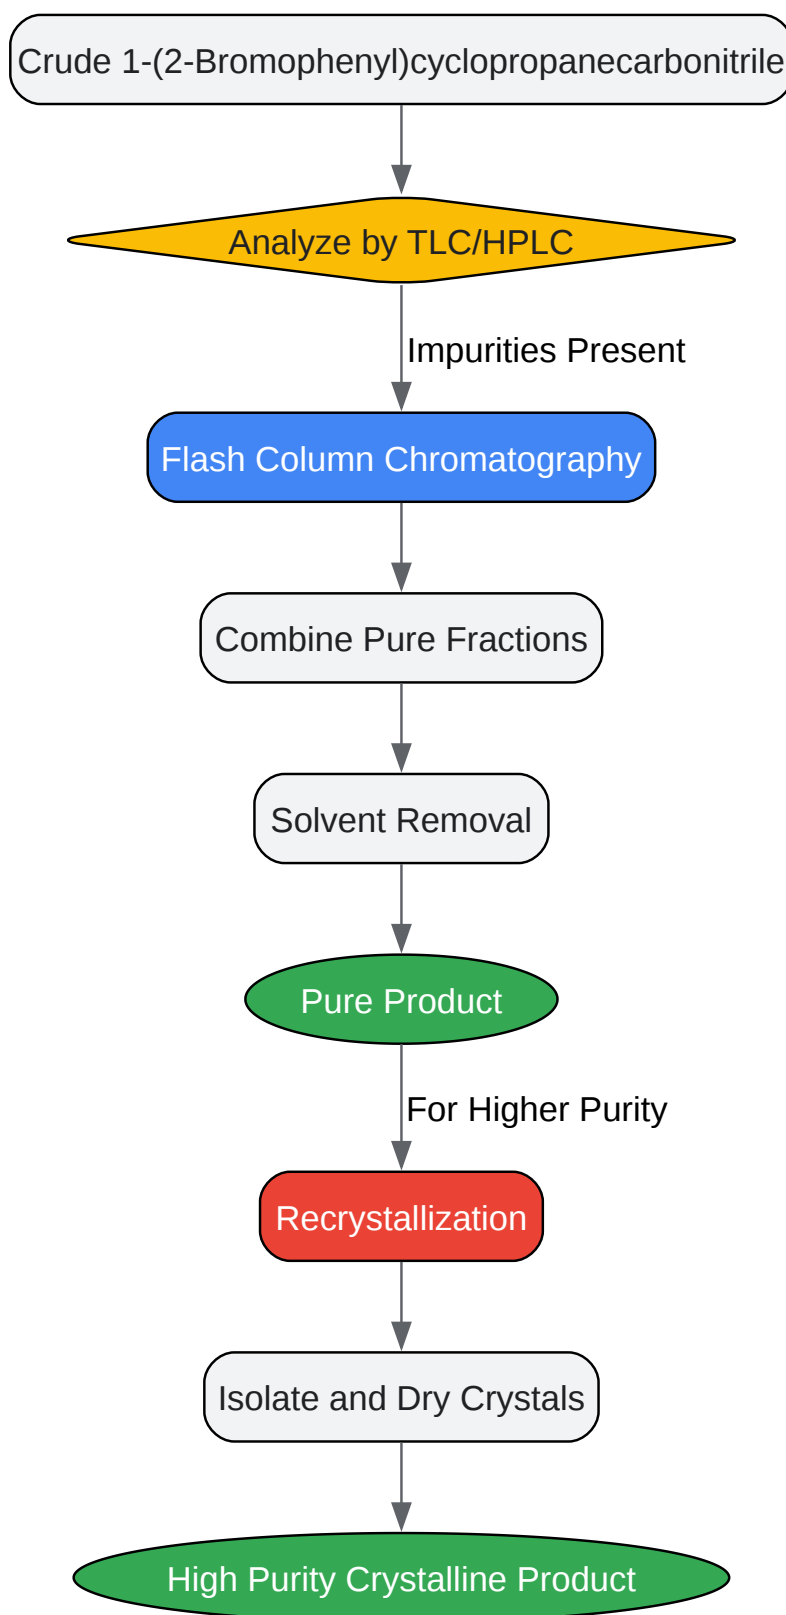 Crude 1-(2-Bromophenyl)cyclopropanecarbonitrile
Analyze by TLC/HPLC
Impurities Present
Flash Column Chromatography
Combine Pure Fractions
Solvent Removal
Pure Product
For Higher Purity
Recrystallization
Isolate and Dry Crystals
High Purity Crystalline Product